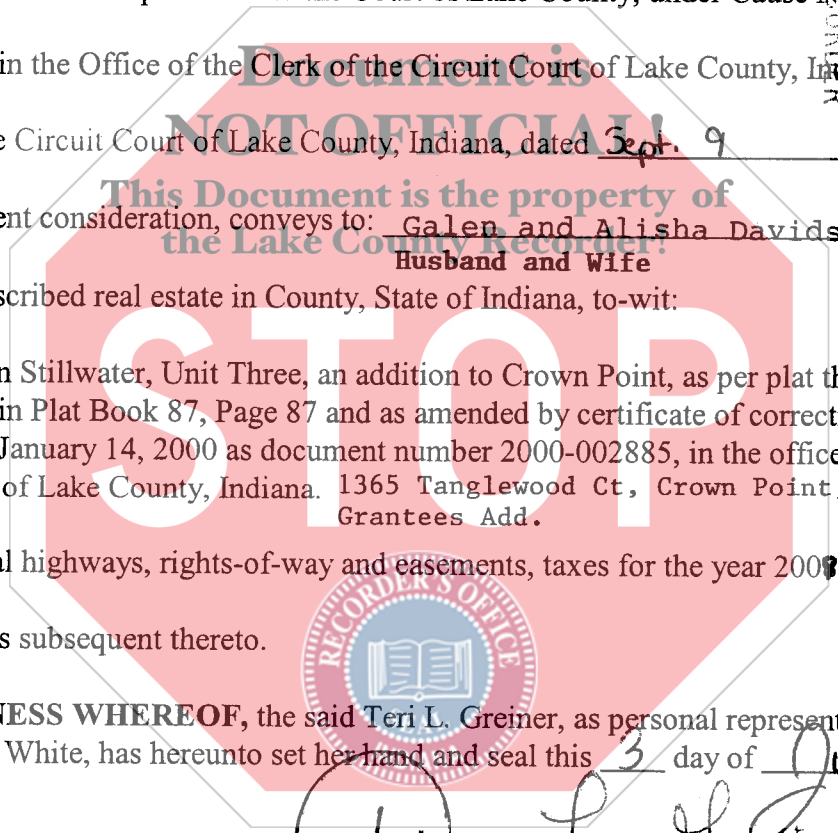 in the Office of the Clerk of the Circuit Court of Lake County,
Document is
Circuit Court of Lake County, Indiana, dated Sept. 9
NOT OFFICIAL!
This Document is the property of
consideration, conveys to: Galen and Alisha Davids
the Lake County Recorder!
Husband and Wife
real estate in County, State of Indiana, to-wit:
STOP
Stillwater, Unit Three, an addition to Crown Point, as per plat
in Plat Book 87, Page 87 and as amended by certificate of correct
January 14, 2000 as document number 2000-002885, in the office
of Lake County, Indiana. 1365 Tanglewood Ct, Crown Point,
Grantees Add.
highways, rights-of-way and easements, taxes for the year
RECORDER'S OFFICE
subsequent thereto.
NESS WHEREOF, the said Teri L. Greiner, as personal represent
White, has hereunto set her hand and seal this 3 day of